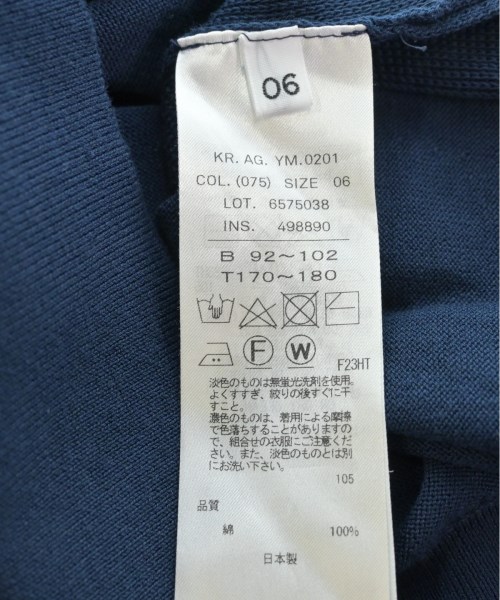 06
KR. AG. YM.0201
COL. (075) SIZE 06
LOT. 6575038
INS. 498890
B 92～102
T170～180
F W F23HT
淡色のものは無蛍光洗剤を使用。
よくすすぎ、絞りの後すぐに干
すこと。
濃色のものは、着用による摩擦
で色落ちすることがありますの
で、組合せの衣服にご注意くださ
い。また、淡色のものとは別
にお洗い下さい。
105
品質
綿 100%
日本製